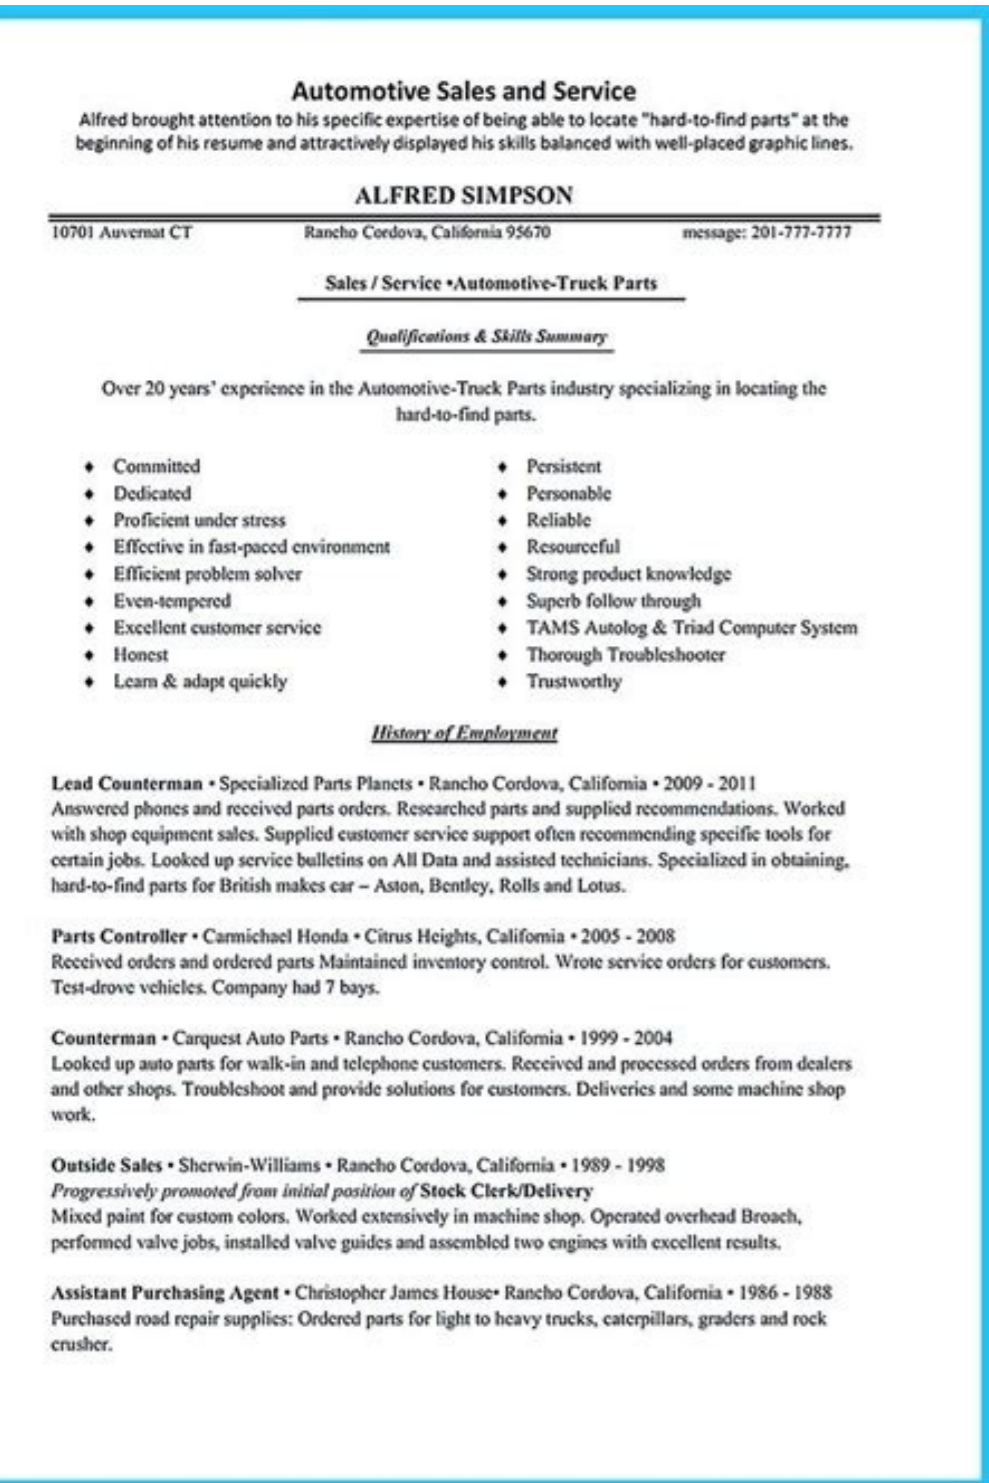 Automotive Sales and Service
Alfred brought attention to his specific expertise of being able to locate "hard-to-find parts" at the
beginning of his resume and attractively displayed his skills balanced with well-placed graphic lines.
ALFRED SIMPSON
10701 Auvernat CT Rancho Cordova, California 95670 message: 201-777-7777
Sales / Service •Automotive-Truck Parts
Qualifications & Skills Summary
Over 20 years' experience in the Automotive-Truck Parts industry specializing in locating the
hard-to-find parts.
♦ Committed
♦ Dedicated
♦ Proficient under stress
♦ Effective in fast-paced environment
♦ Efficient problem solver
♦ Even-tempered
♦ Excellent customer service
♦ Honest
♦ Learn & adapt quickly
♦ Persistent
♦ Personable
♦ Reliable
♦ Resourceful
♦ Strong product knowledge
♦ Superb follow through
♦ TAMS Autolog & Triad Computer System
♦ Thorough Troubleshooter
♦ Trustworthy
History of Employment
Lead Counterman • Specialized Parts Planets • Rancho Cordova, California • 2009 - 2011
Answered phones and received parts orders. Researched parts and supplied recommendations. Worked
with shop equipment sales. Supplied customer service support often recommending specific tools for
certain jobs. Looked up service bulletins on All Data and assisted technicians. Specialized in obtaining,
hard-to-find parts for British makes car – Aston, Bentley, Rolls and Lotus.
Parts Controller • Carmichael Honda • Citrus Heights, California • 2005 - 2008
Received orders and ordered parts Maintained inventory control. Wrote service orders for customers.
Test-drove vehicles. Company had 7 bays.
Counterman • Carquest Auto Parts • Rancho Cordova, California • 1999 - 2004
Looked up auto parts for walk-in and telephone customers. Received and processed orders from dealers
and other shops. Troubleshoot and provide solutions for customers. Deliveries and some machine shop
work.
Outside Sales • Sherwin-Williams • Rancho Cordova, California • 1989 - 1998
Progressively promoted from initial position of Stock Clerk/Delivery
Mixed paint for custom colors. Worked extensively in machine shop. Operated overhead Broach,
performed valve jobs, installed valve guides and assembled two engines with excellent results.
Assistant Purchasing Agent • Christopher James House• Rancho Cordova, California • 1986 - 1988
Purchased road repair supplies: Ordered parts for light to heavy trucks, caterpillars, graders and rock
crusher.